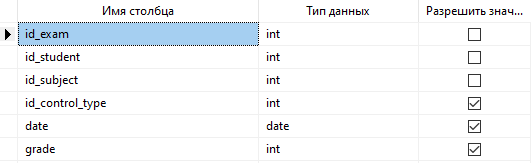 Имя столбца Тип данных Разрешить знач...
id_exam int
id_student int
id_subject int
id_control_type int
date date
grade int